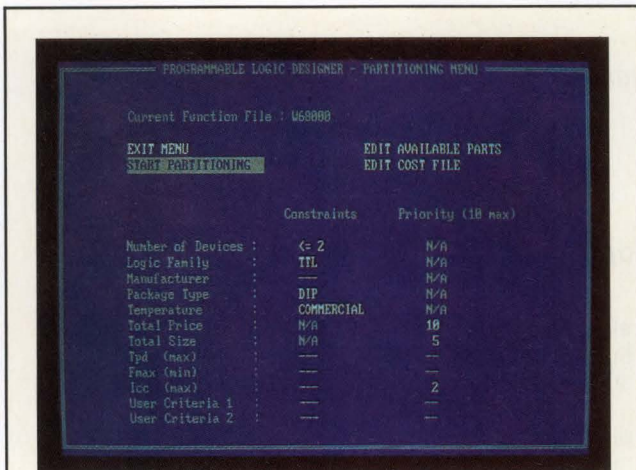 PROGRAMMABLE LOGIC DESIGNER - PARTITIONING MENU
Current Function File : W60000
EXIT MENU EDIT AVAILABLE PARTS
START PARTITIONING EDIT COST FILE
Constraints Priority (10 max)
Number of Devices : <= 2 N/A
Logic Family : TTL N/A
Manufacturer : --- N/A
Package Type : DIP N/A
Temperature : COMMERCIAL N/A
Total Price : N/A 10
Total Size : N/A 5
Tpd (max) : --- --
Fmax (min) : --- --
Icc (max) : --- 2
User Criteria 1 : --- --
User Criteria 2 : --- --